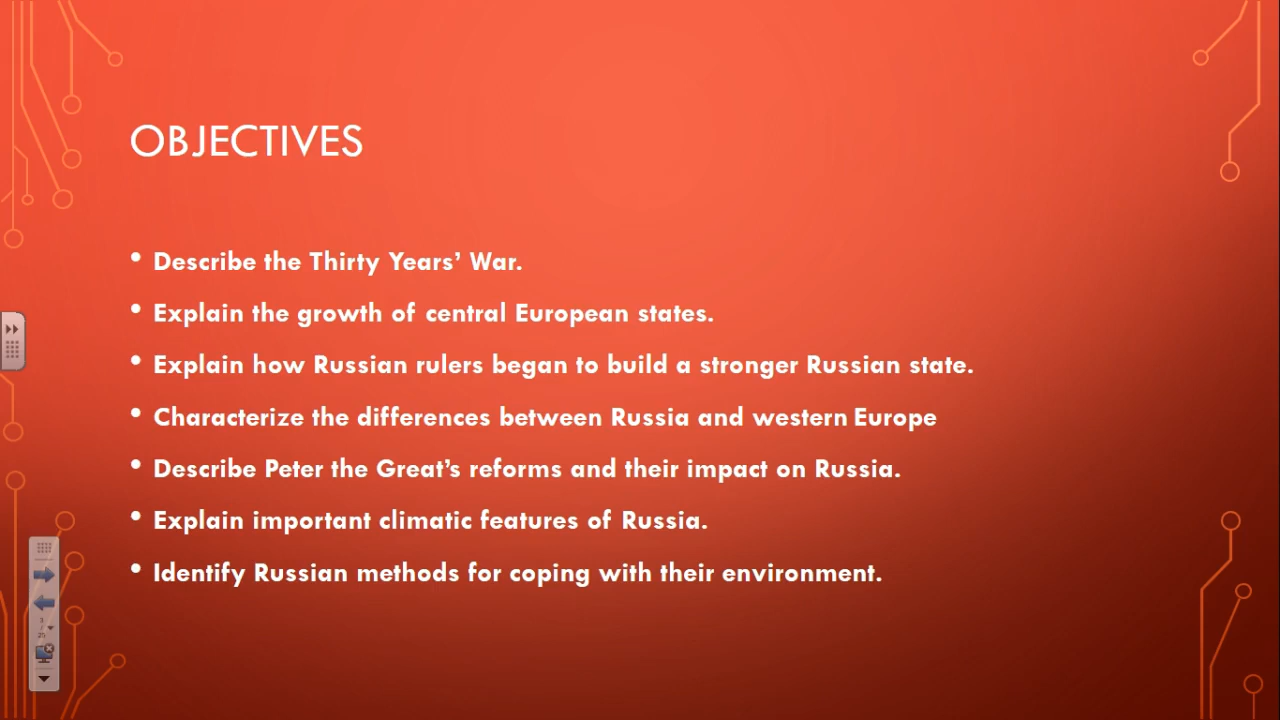 OBJECTIVES
• Describe the Thirty Years’ War.
• Explain the growth of central European states.
• Explain how Russian rulers began to build a stronger Russian state.
• Characterize the differences between Russia and western Europe
• Describe Peter the Great’s reforms and their impact on Russia.
• Explain important climatic features of Russia.
• Identify Russian methods for coping with their environment.
3
/